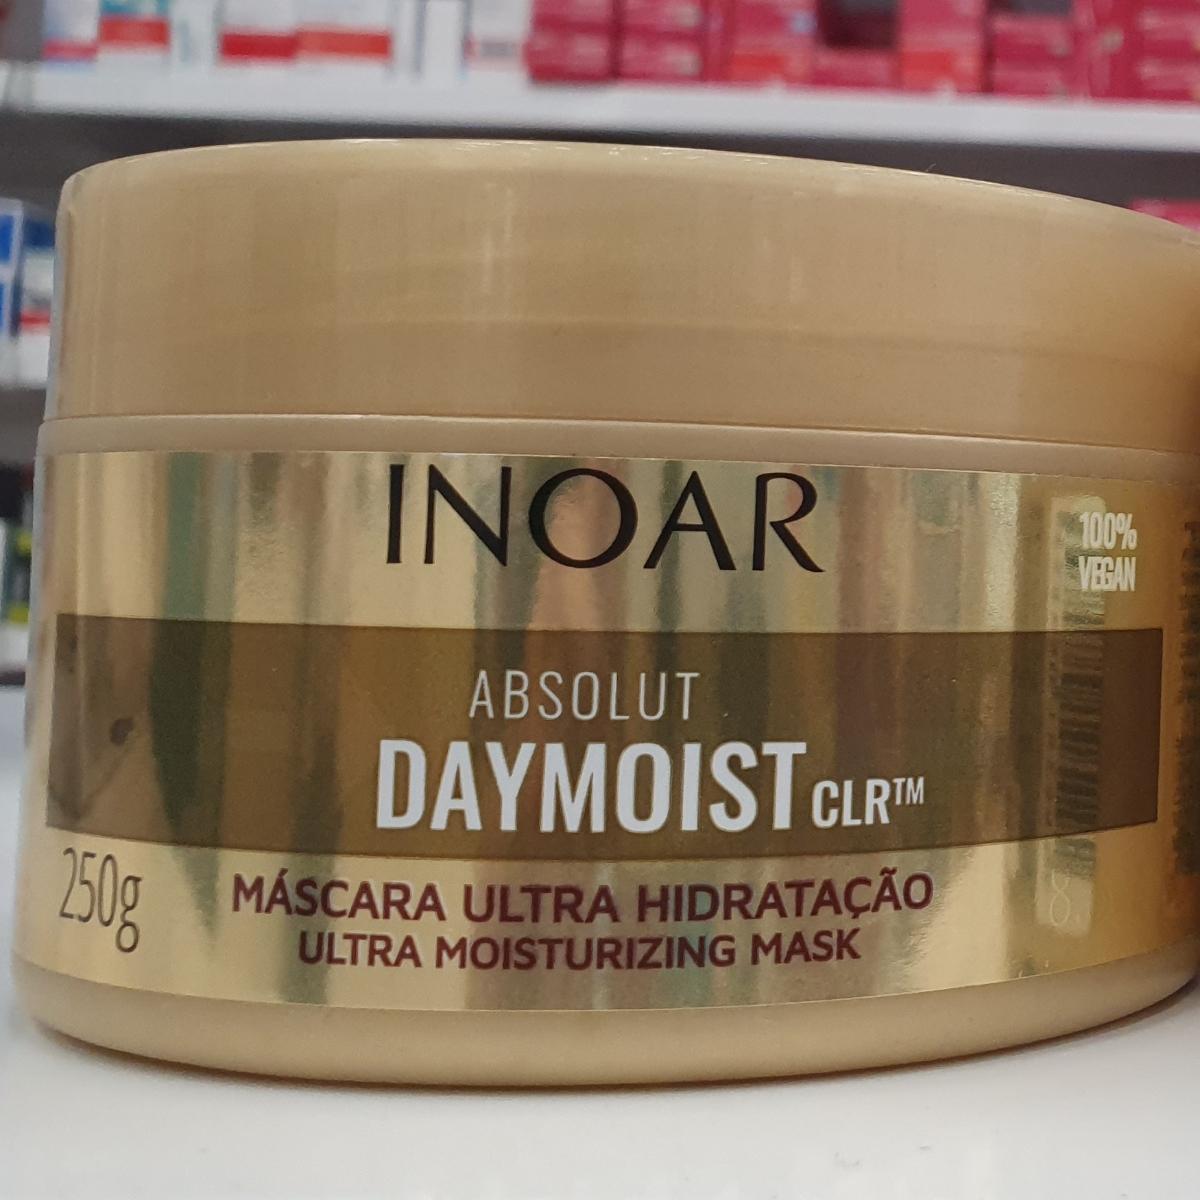 INOAR
100%
VEGAN
ABSOLUT
DAYMOIST CLR™
250g
MÁSCARA ULTRA HIDRATAÇÃO
ULTRA MOISTURIZING MASK